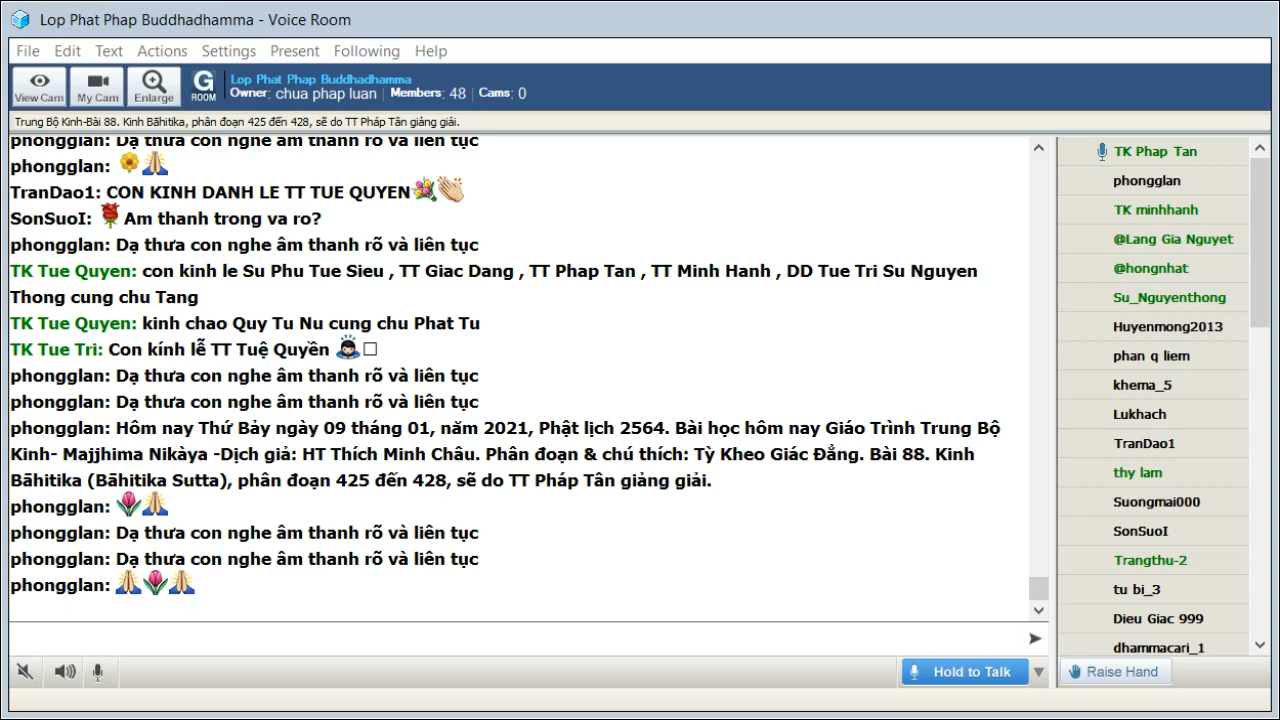 Lop Phat Phap Buddhadhamma - Voice Room
File Edit Text Actions Settings Present Following Help
View Cam My Cam Enlarge G ROOM
Lop Phat Phap Buddhadhamma
Owner: chua phap luan | Members: 48 | Cams: 0
Trung Bộ Kinh-Bài 88. Kinh Bāhitika, phân đoạn 425 đến 428, sẽ do TT Pháp Tân giảng giải.
phongglan: Dạ thưa con nghe âm thanh rõ và liên tục
phongglan:
TranDao1: CON KINH DANH LE TT TUE QUYEN
SonSuoI: Am thanh trong va ro?
phongglan: Dạ thưa con nghe âm thanh rõ và liên tục
TK Tue Quyen: con kinh le Su Phu Tue Sieu , TT Giac Dang , TT Phap Tan , TT Minh Hanh , DD Tue Tri Su Nguyen
Thong cung chu Tang
TK Tue Quyen: kinh chao Quy Tu Nu cung chu Phat Tu
TK Tue Tri: Con kính lễ TT Tuệ Quyền
phongglan: Dạ thưa con nghe âm thanh rõ và liên tục
phongglan: Dạ thưa con nghe âm thanh rõ và liên tục
phongglan: Hôm nay Thứ Bảy ngày 09 tháng 01, năm 2021, Phật lịch 2564. Bài học hôm nay Giáo Trình Trung Bộ
Kinh- Majjhima Nikàya -Dịch giả: HT Thích Minh Châu. Phân đoạn & chú thích: Tỳ Kheo Giác Đẳng. Bài 88. Kinh
Bāhitika (Bāhitika Sutta), phân đoạn 425 đến 428, sẽ do TT Pháp Tân giảng giải.
phongglan:
phongglan: Dạ thưa con nghe âm thanh rõ và liên tục
phongglan: Dạ thưa con nghe âm thanh rõ và liên tục
phongglan:
TK Phap Tan
phongglan
TK minhhanh
@Lang Gia Nguyet
@hongnhat
Su_Nguyenthong
Huyenmong2013
phan q liem
khema_5
Lukhach
TranDao1
thy lam
Suongmai000
SonSuoI
Trangthu-2
tu bi_3
Dieu Giac 999
dhammacari_1
Hold to Talk
Raise Hand